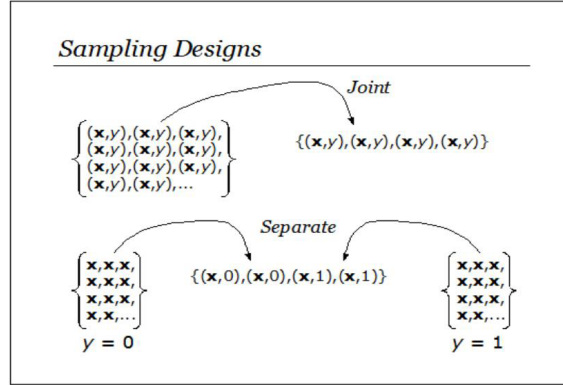 Sampling Designs
Joint
(x,y),(x,y),(x,y),
(x,y),(x,y),(x,y),
(x,y),(x,y),(x,y),
(x,y),(x,y),...
{(x,y),(x,y),(x,y),(x,y)}
Separate
x,x,x,
x,x,x,
x,x,x,
x,x,...
y = 0
{(x,0),(x,0),(x,1),(x,1)}
x,x,x,
x,x,x,
x,x,x,
x,x,...
y = 1